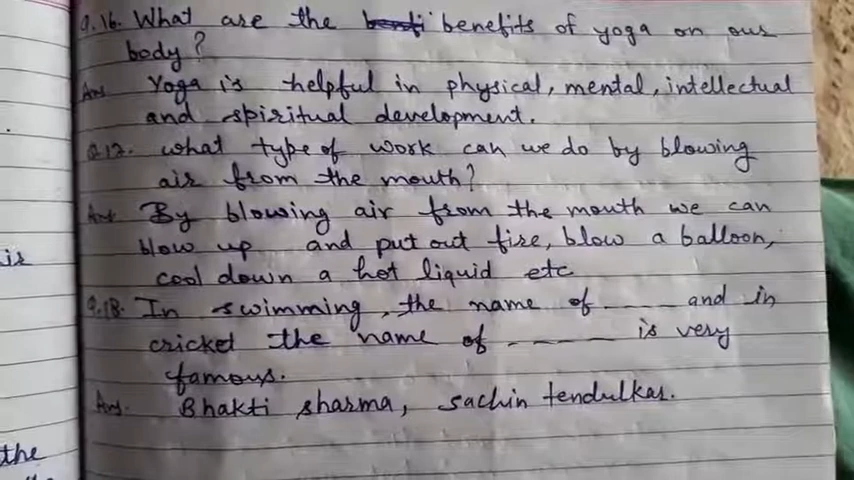 Q.16. What are the benefits of yoga on our
body?
Ans Yoga is helpful in physical, mental, intellectual
and spiritual development.
Q.17. what type of work can we do by blowing
air from the mouth?
Ans By blowing air from the mouth we can
blow up and put out fire, blow a balloon,
is
cool down a hot liquid etc
Q.18. In swimming, the name of ---- and in
cricket the name of ----- is very
famous.
Ans. Bhakti sharma, sachin tendulkar.
the